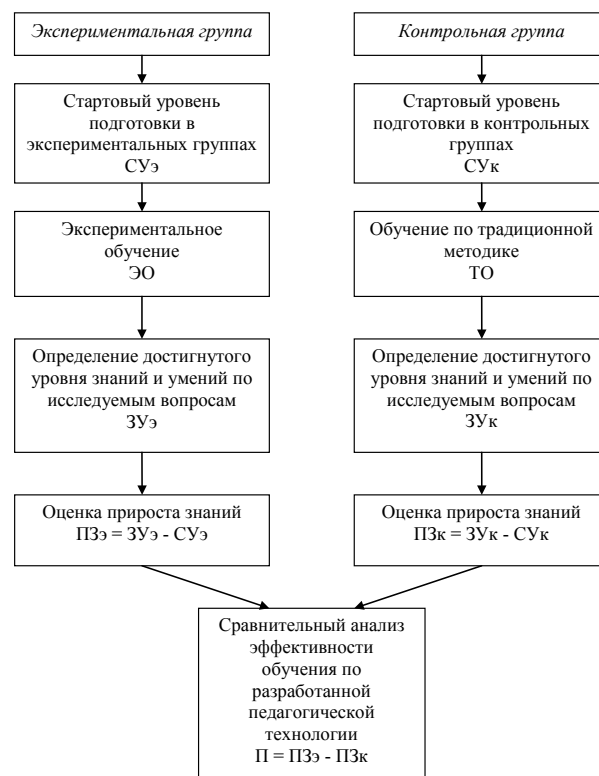 Экспериментальная группа
Контрольная группа
Стартовый уровень
подготовки в
экспериментальных группах
СУэ
Стартовый уровень
подготовки в контрольных
группах
СУк
Экспериментальное
обучение
ЭО
Обучение по традиционной
методике
ТО
Определение достигнутого
уровня знаний и умений по
исследуемым вопросам
ЗУэ
Определение достигнутого
уровня знаний и умений по
исследуемым вопросам
ЗУк
Оценка прироста знаний
ПЗэ = ЗУэ - СУэ
Оценка прироста знаний
ПЗк = ЗУк - СУк
Сравнительный анализ
эффективности
обучения по
разработанной
педагогической
технологии
П = ПЗэ - ПЗк